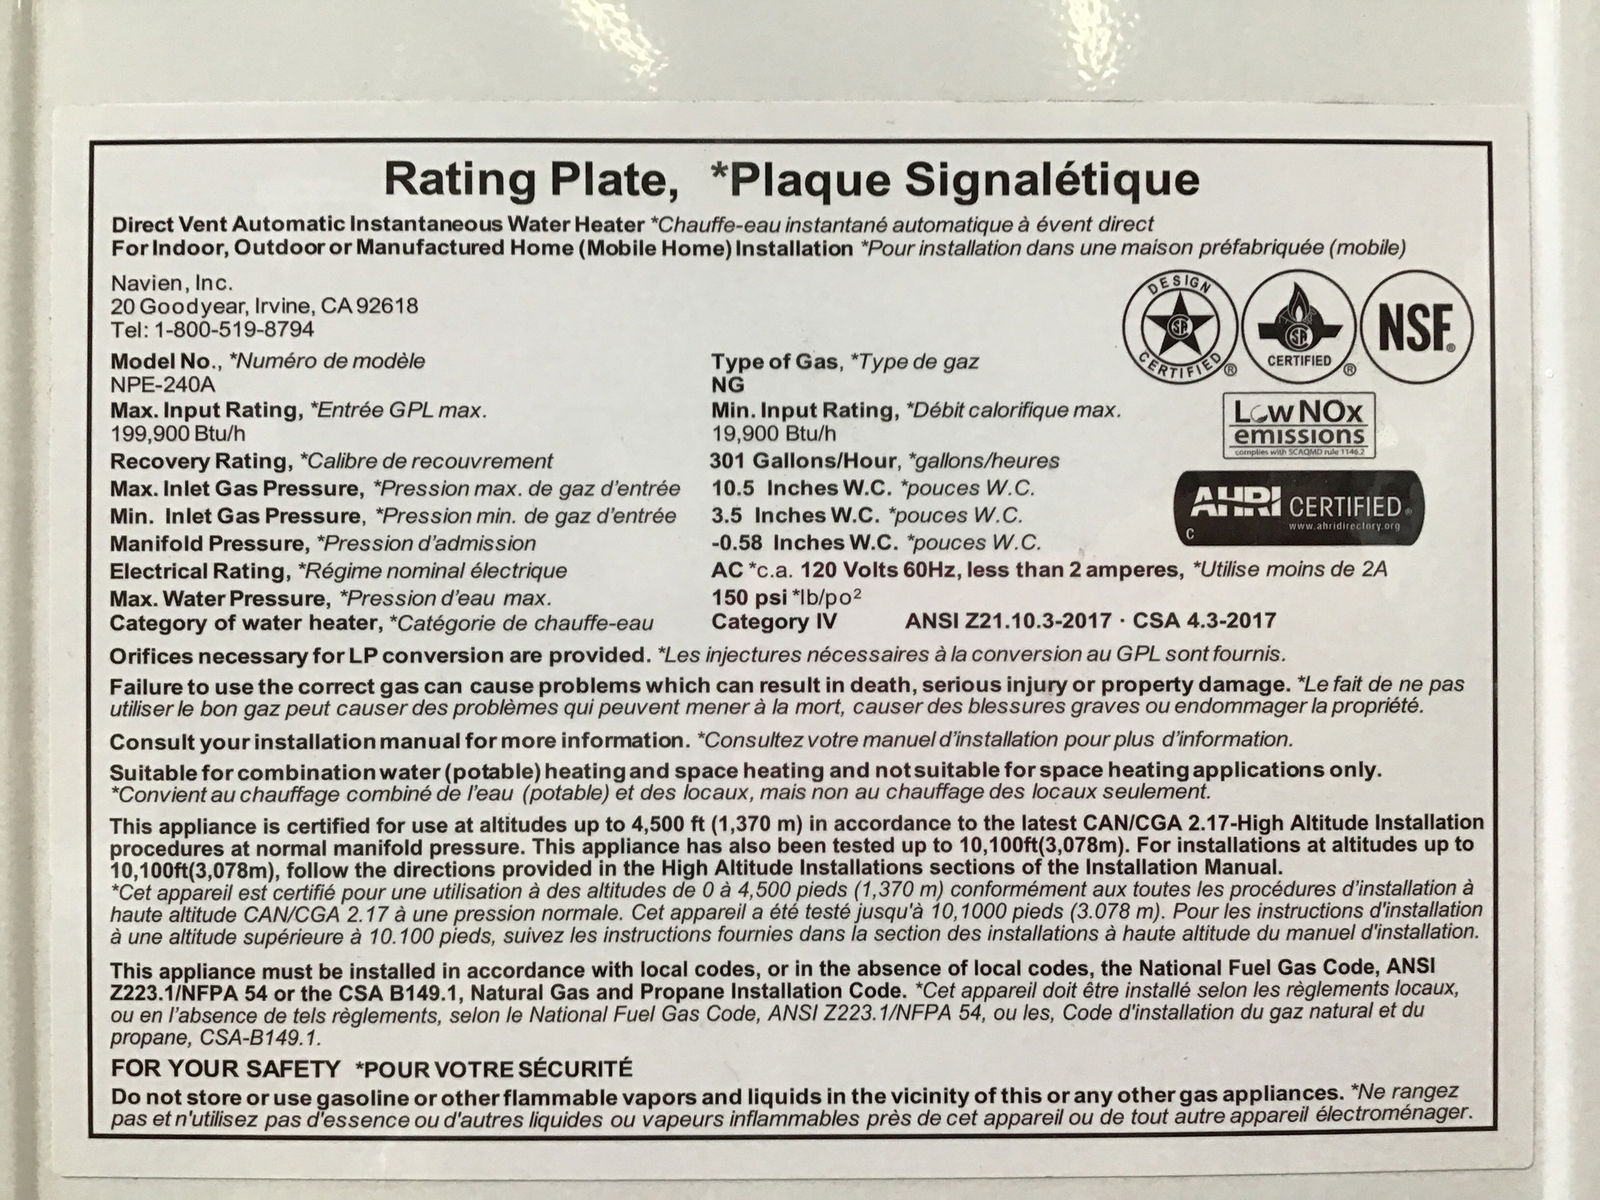 Rating Plate, *Plaque Signalétique
Direct Vent Automatic Instantaneous Water Heater *Chauffe-eau instantané automatique à évent direct
For Indoor, Outdoor or Manufactured Home (Mobile Home) Installation *Pour installation dans une maison préfabriquée (mobile)
Navien, Inc.
20 Goodyear, Irvine, CA 92618
Tel: 1-800-519-8794
DESIGN CERTIFIED ®
CERTIFIED ®
NSF®
Model No., *Numéro de modèle Type of Gas, *Type de gaz
NPE-240A NG
Max. Input Rating, *Entrée GPL max. Min. Input Rating, *Débit calorifique max.
199,900 Btu/h 19,900 Btu/h
Low NOx
emissions
complies with SCAQMD rule 1146.2
Recovery Rating, *Calibre de recouvrement 301 Gallons/Hour, *gallons/heures
Max. Inlet Gas Pressure, *Pression max. de gaz d'entrée 10.5 Inches W.C. *pouces W.C.
Min. Inlet Gas Pressure, *Pression min. de gaz d'entrée 3.5 Inches W.C. *pouces W.C.
AHRI CERTIFIED®
www.ahridirectory.org
C
Manifold Pressure, *Pression d'admission -0.58 Inches W.C. *pouces W.C.
Electrical Rating, *Régime nominal électrique AC *c.a. 120 Volts 60Hz, less than 2 amperes, *Utilise moins de 2A
Max. Water Pressure, *Pression d'eau max. 150 psi *lb/po²
Category of water heater, *Catégorie de chauffe-eau Category IV ANSI Z21.10.3-2017 · CSA 4.3-2017
Orifices necessary for LP conversion are provided. *Les injectures nécessaires à la conversion au GPL sont fournis.
Failure to use the correct gas can cause problems which can result in death, serious injury or property damage. *Le fait de ne pas
utiliser le bon gaz peut causer des problèmes qui peuvent mener à la mort, causer des blessures graves ou endommager la propriété.
Consult your installation manual for more information. *Consultez votre manuel d'installation pour plus d'information.
Suitable for combination water (potable) heating and space heating and not suitable for space heating applications only.
*Convient au chauffage combiné de l'eau (potable) et des locaux, mais non au chauffage des locaux seulement.
This appliance is certified for use at altitudes up to 4,500 ft (1,370 m) in accordance to the latest CAN/CGA 2.17-High Altitude Installation
procedures at normal manifold pressure. This appliance has also been tested up to 10,100ft(3,078m). For installations at altitudes up to
10,100ft(3,078m), follow the directions provided in the High Altitude Installations sections of the Installation Manual.
*Cet appareil est certifié pour une utilisation à des altitudes de 0 à 4,500 pieds (1,370 m) conformément aux toutes les procédures d'installation à
haute altitude CAN/CGA 2.17 à une pression normale. Cet appareil a été testé jusqu'à 10,1000 pieds (3.078 m). Pour les instructions d'installation
à une altitude supérieure à 10.100 pieds, suivez les instructions fournies dans la section des installations à haute altitude du manuel d'installation.
This appliance must be installed in accordance with local codes, or in the absence of local codes, the National Fuel Gas Code, ANSI
Z223.1/NFPA 54 or the CSA B149.1, Natural Gas and Propane Installation Code. *Cet appareil doit être installé selon les règlements locaux,
ou en l'absence de tels règlements, selon le National Fuel Gas Code, ANSI Z223.1/NFPA 54, ou les, Code d'installation du gaz natural et du
propane, CSA-B149.1.
FOR YOUR SAFETY *POUR VOTRE SÉCURITÉ
Do not store or use gasoline or other flammable vapors and liquids in the vicinity of this or any other gas appliances. *Ne rangez
pas et n'utilisez pas d'essence ou d'autres liquides ou vapeurs inflammables près de cet appareil ou de tout autre appareil électroménager.